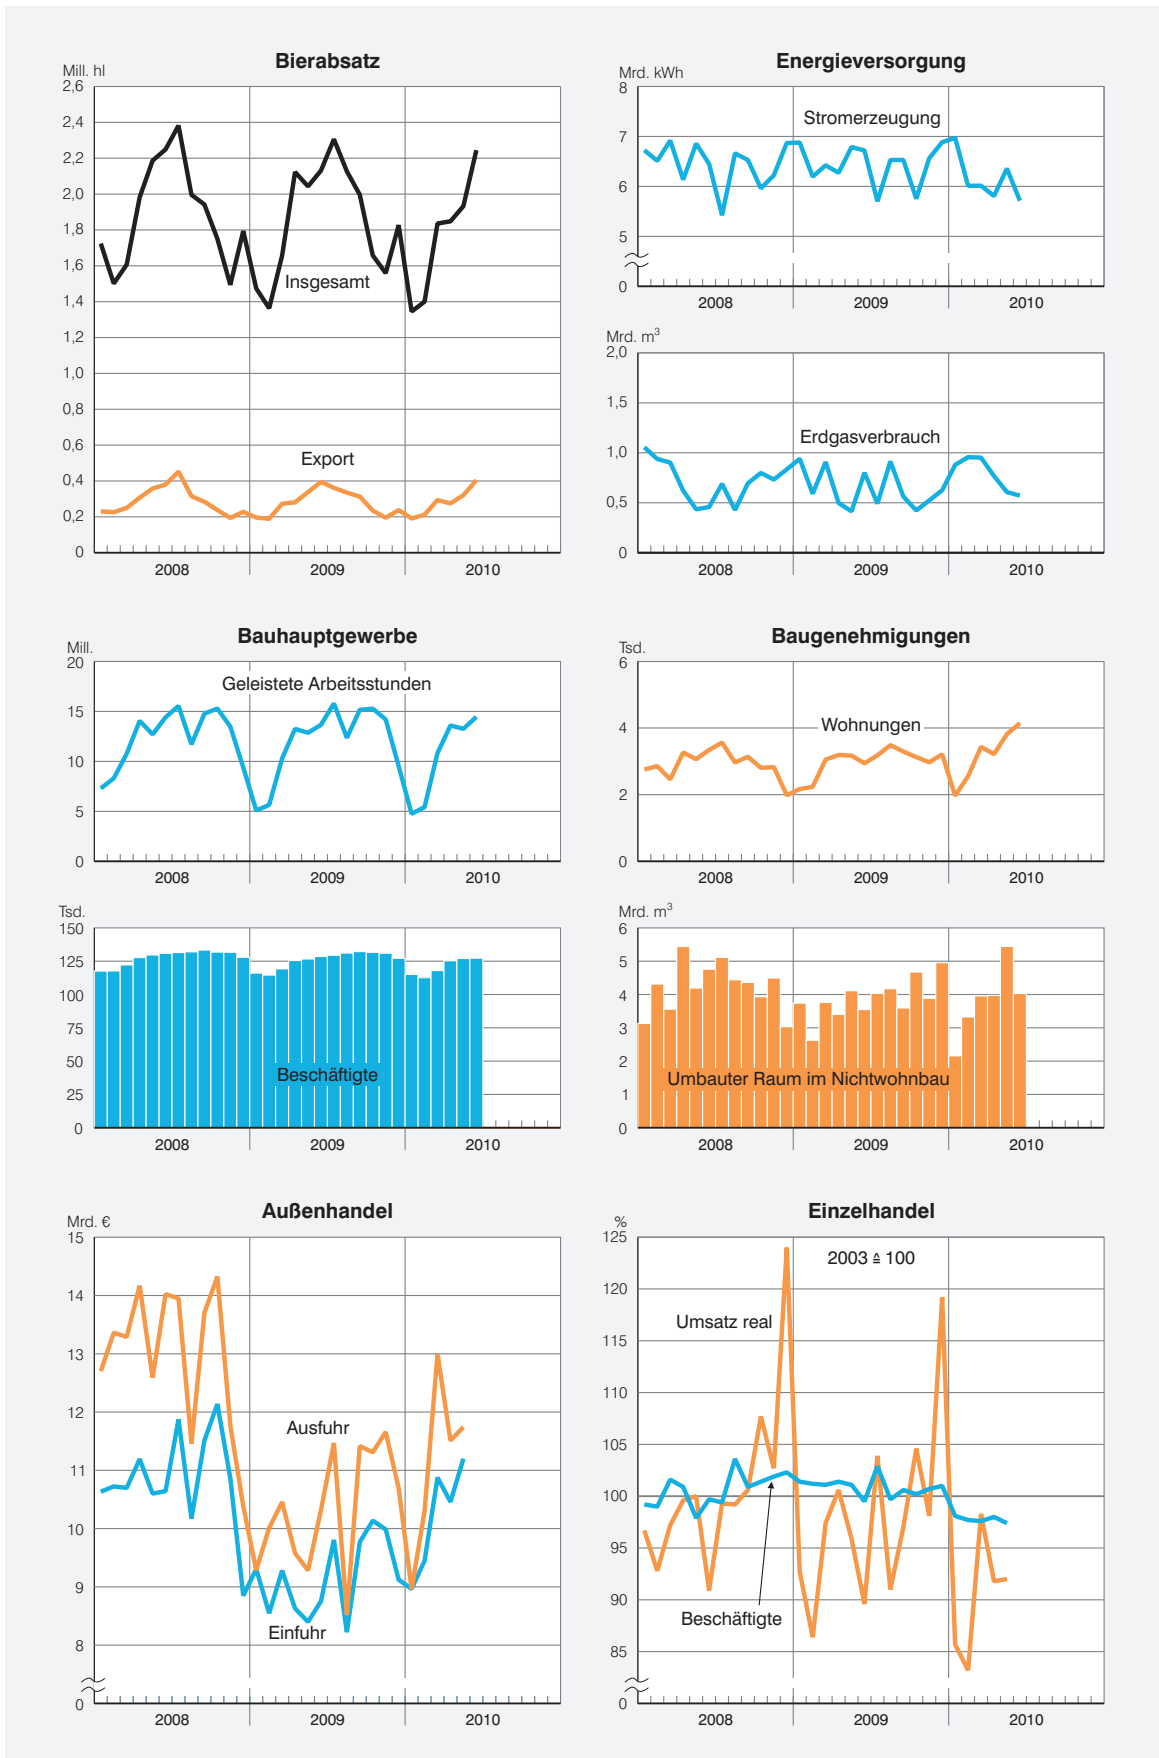 Bierabsatz
Mill. hl
2,6
2,4
2,2
2,0
1,8
1,6
1,4
1,2
1,0
0,8
0,6
0,4
0,2
0
Insgesamt
Export
2008 2009 2010
Energieversorgung
Mrd. kWh
8
7
6
5
0
Stromerzeugung
2008 2009 2010
Mrd. m³
2,0
1,5
1,0
0,5
0
Erdgasverbrauch
2008 2009 2010
Bauhauptgewerbe
Mill.
20
15
10
5
0
Geleistete Arbeitsstunden
2008 2009 2010
Tsd.
150
125
100
75
50
25
0
Beschäftigte
2008 2009 2010
Baugenehmigungen
Tsd.
6
4
2
0
Wohnungen
2008 2009 2010
Mrd. m³
6
5
4
3
2
1
0
Umbauter Raum im Nichtwohnbau
2008 2009 2010
Außenhandel
Mrd. €
15
14
13
12
11
10
9
8
0
Ausfuhr
Einfuhr
2008 2009 2010
Einzelhandel
%
125
120
115
110
105
100
95
90
85
0
2003 ≙ 100
Umsatz real
Beschäftigte
2008 2009 2010